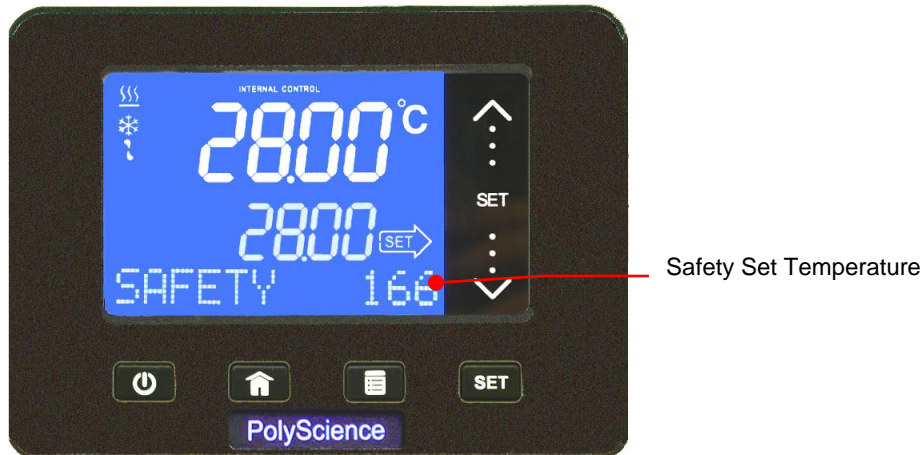 INTERNAL CONTROL
28.00°C
SET
28.00 SET
SAFETY 166
Safety Set Temperature
SET
PolyScience